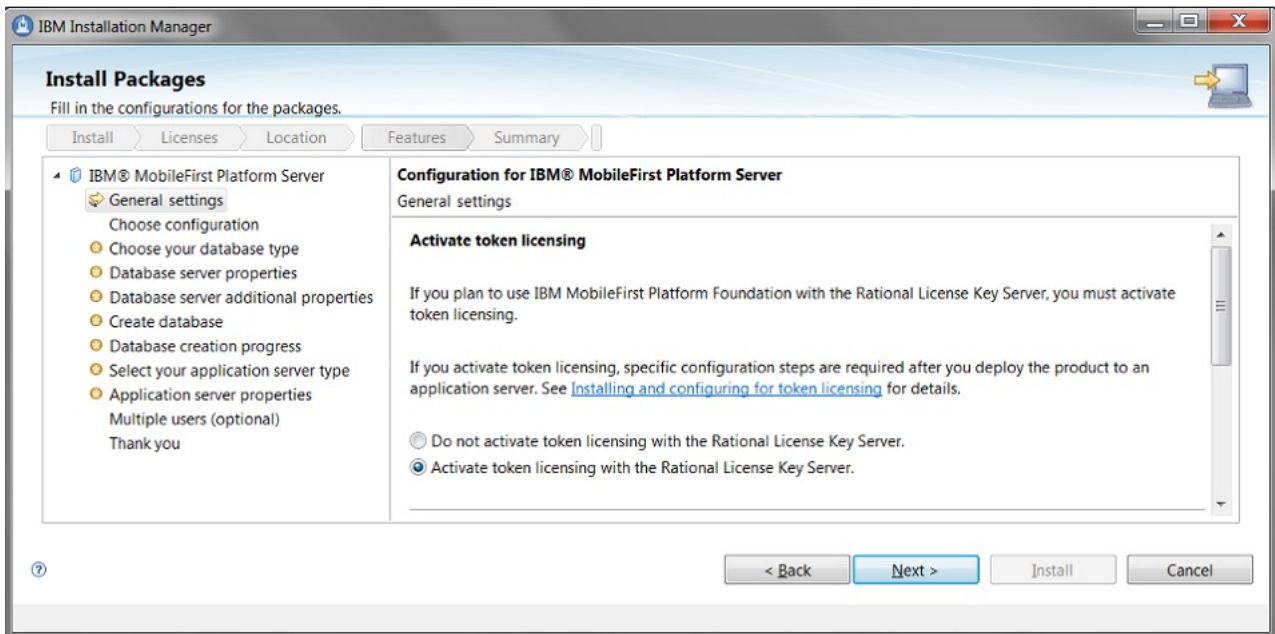 IBM Installation Manager
Install Packages
Fill in the configurations for the packages.
Install
Licenses
Location
Features
Summary
IBM® MobileFirst Platform Server
General settings
Choose configuration
Choose your database type
Database server properties
Database server additional properties
Create database
Database creation progress
Select your application server type
Application server properties
Multiple users (optional)
Thank you
Configuration for IBM® MobileFirst Platform Server
General settings
Activate token licensing
If you plan to use IBM MobileFirst Platform Foundation with the Rational License Key Server, you must activate
token licensing.
If you activate token licensing, specific configuration steps are required after you deploy the product to an
application server. See Installing and configuring for token licensing for details.
Do not activate token licensing with the Rational License Key Server.
Activate token licensing with the Rational License Key Server.
?
< Back
Next >
Install
Cancel